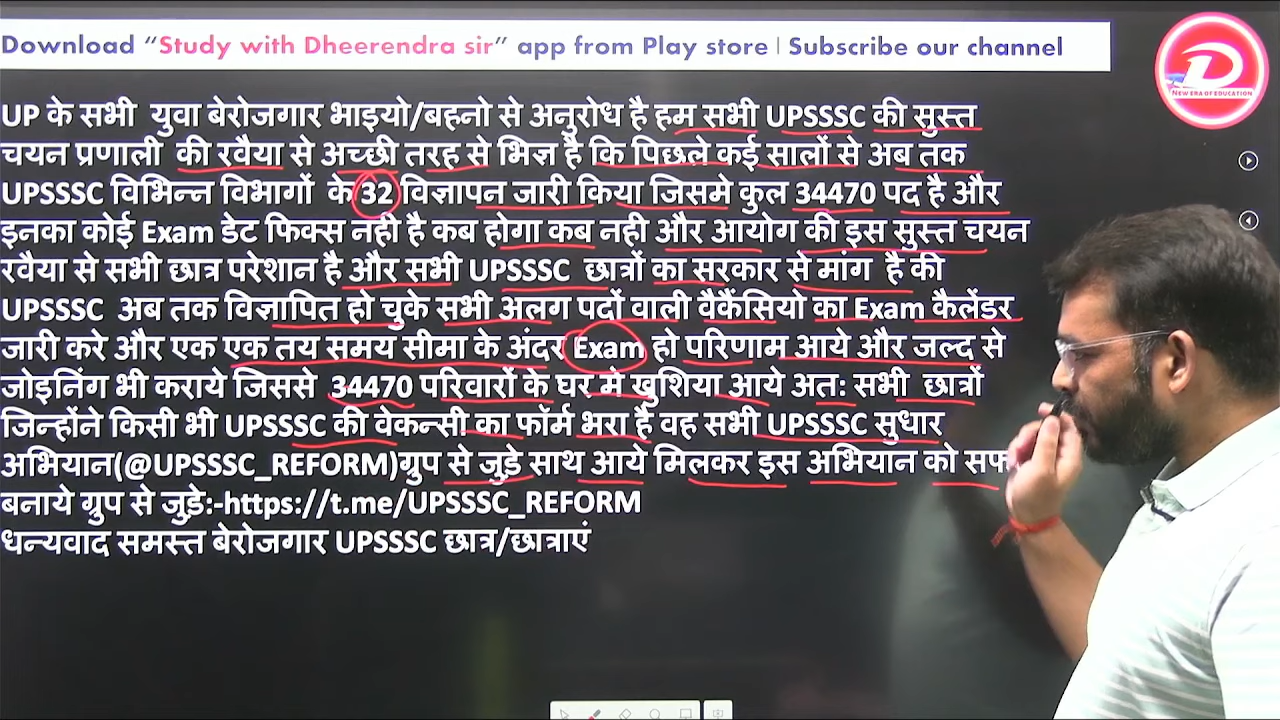 Download “Study with Dheerendra sir” app from Play store | Subscribe our channel
D
NEW ERA OF EDUCATION
UP के सभी युवा बेरोजगार भाइयो/बहनो से अनुरोध है हम सभी UPSSSC की सुस्त
चयन प्रणाली की रवैया से अच्छी तरह से भिज्ञ है कि पिछले कई सालों से अब तक
UPSSSC विभिन्न विभागों के 32 विज्ञापन जारी किया जिसमे कुल 34470 पद है और
इनका कोई Exam डेट फिक्स नही है कब होगा कब नही और आयोग की इस सुस्त चयन
रवैया से सभी छात्र परेशान है और सभी UPSSSC छात्रों का सरकार से मांग है की
UPSSSC अब तक विज्ञापित हो चुके सभी अलग पदों वाली वैकैंसियो का Exam कैलेंडर
जारी करे और एक एक तय समय सीमा के अंदर Exam हो परिणाम आये और जल्द से
जोइनिंग भी कराये जिससे 34470 परिवारों के घर मे खुशिया आये अत: सभी छात्रों
जिन्होंने किसी भी UPSSSC की वेकन्सी का फॉर्म भरा है वह सभी UPSSSC सुधार
अभियान(@UPSSSC_REFORM)ग्रुप से जुड़े साथ आये मिलकर इस अभियान को
बनाये ग्रुप से जुड़े:-https://t.me/UPSSSC_REFORM
धन्यवाद समस्त बेरोजगार UPSSSC छात्र/छात्राएं